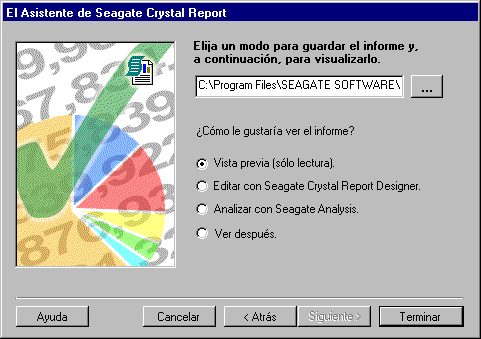 El Asistente de Seagate Crystal Report
Elija un modo para guardar el informe y,
a continuación, para visualizarlo.
C:\Program Files\SEAGATE SOFTWARE\
...
¿Cómo le gustaría ver el informe?
Vista previa (sólo lectura).
Editar con Seagate Crystal Report Designer.
Analizar con Seagate Analysis.
Ver después.
Ayuda
Cancelar
< Atrás
Siguiente >
Terminar